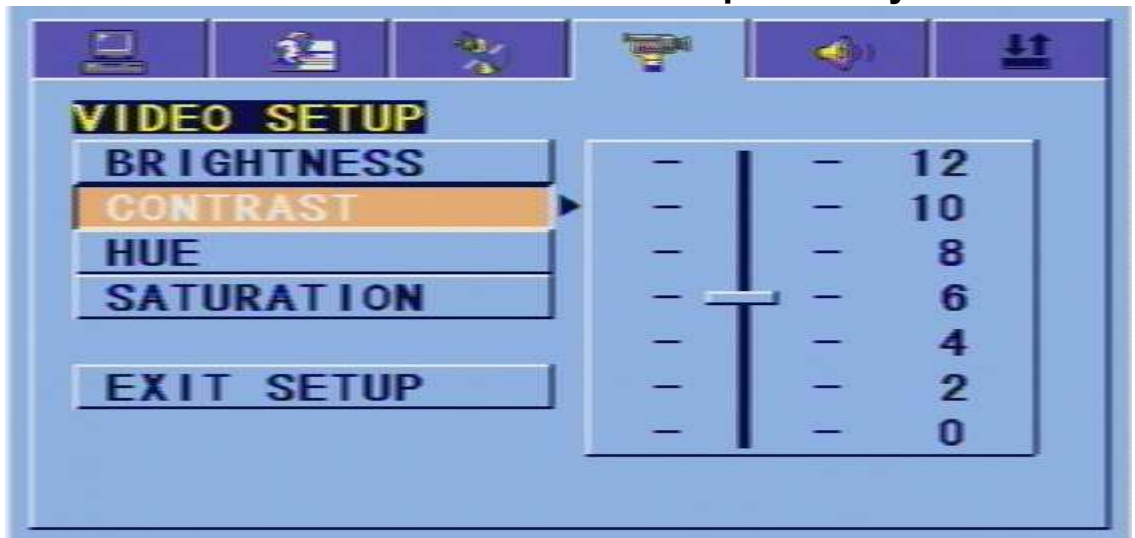 VIDEO SETUP
BRIGHTNESS
CONTRAST
HUE
SATURATION
EXIT SETUP
- - 12
- - 10
- - 8
- - 6
- - 4
- - 2
- - 0